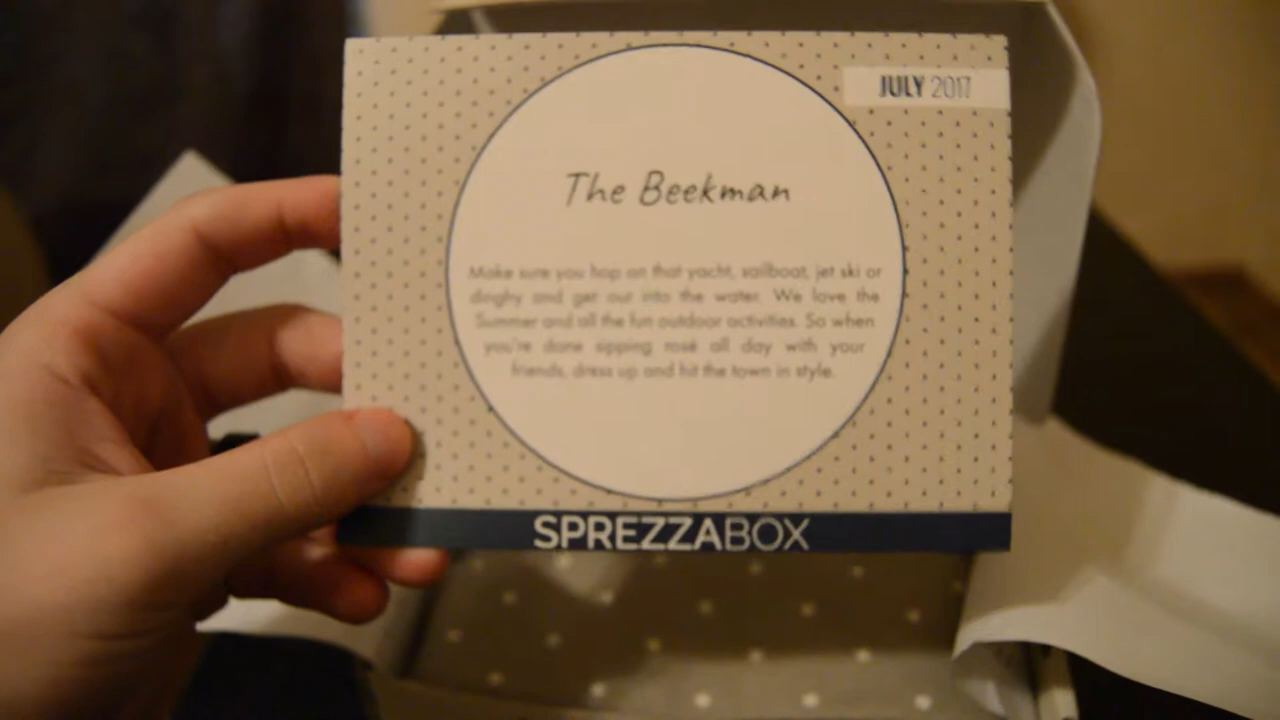 JULY 2017
The Beekman
Make sure you hop on that yacht, sailboat, jet ski or
dinghy and get out into the water. We love the
Summer and all the fun outdoor activities. So when
you're done sipping rosé all day with your
friends, dress up and hit the town in style.
SPREZZABOX